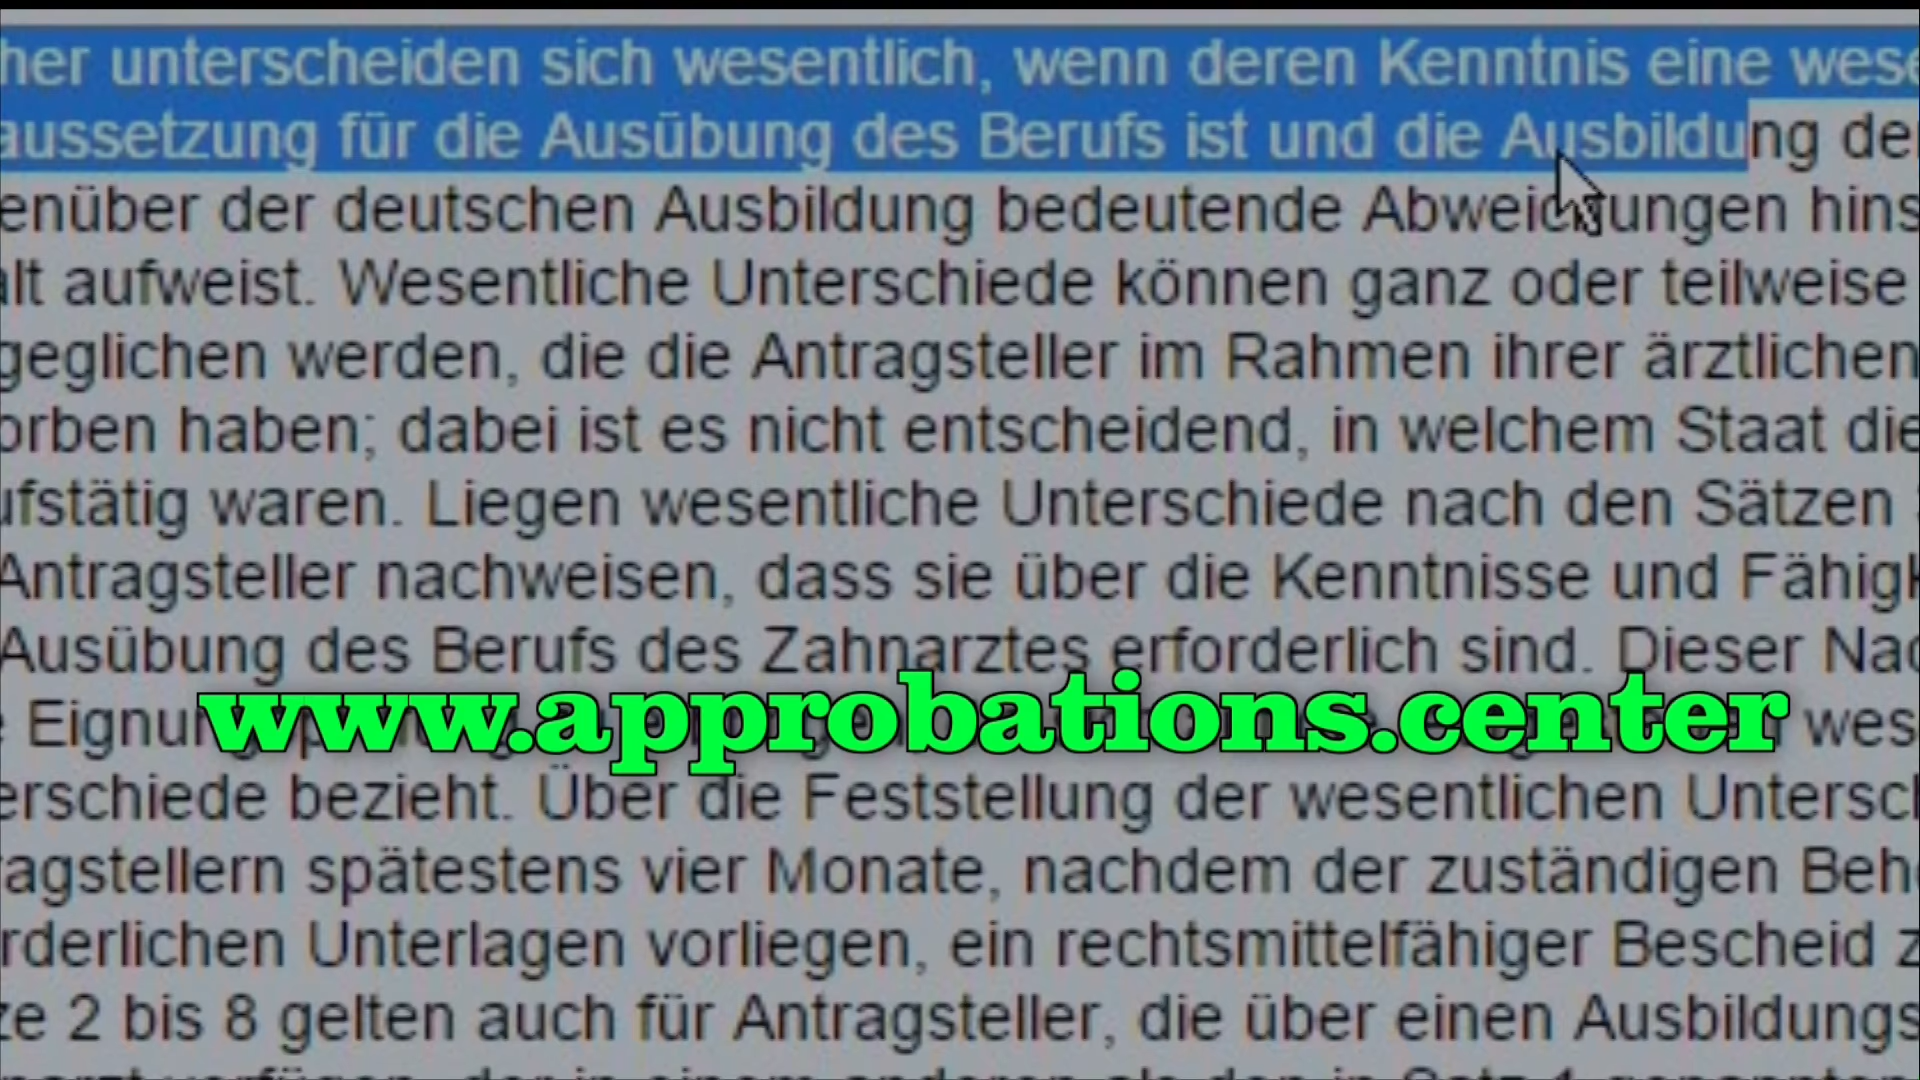 her unterscheiden sich wesentlich, wenn deren Kenntnis eine wese
aussetzung für die Ausübung des Berufs ist und die Ausbildung de
enüber der deutschen Ausbildung bedeutende Abweichungen hins
alt aufweist. Wesentliche Unterschiede können ganz oder teilweise
geglichen werden, die die Antragsteller im Rahmen ihrer ärztlichen
orben haben; dabei ist es nicht entscheidend, in welchem Staat die
ufstätig waren. Liegen wesentliche Unterschiede nach den Sätzen
Antragsteller nachweisen, dass sie über die Kenntnisse und Fähigk
Ausübung des Berufs des Zahnarztes erforderlich sind. Dieser Nac
www.approbations.center
wes
erschiede bezieht. Über die Feststellung der wesentlichen Untersch
ragstellern spätestens vier Monate, nachdem der zuständigen Behö
rderlichen Unterlagen vorliegen, ein rechtsmittelfähiger Bescheid z
ze 2 bis 8 gelten auch für Antragsteller, die über einen Ausbildungs